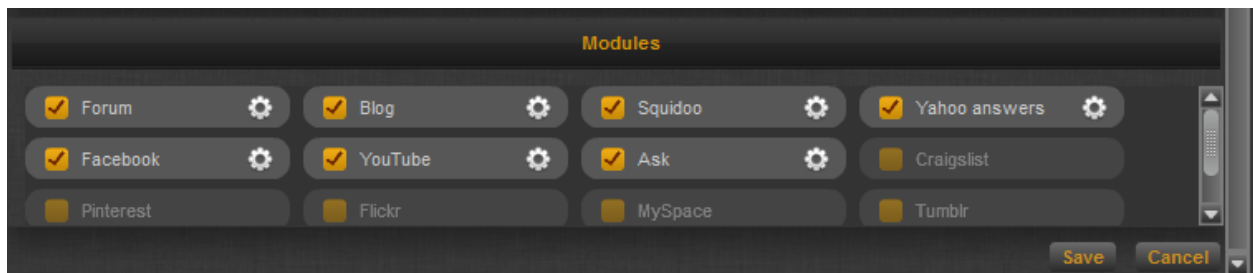 Modules
Forum Blog Squidoo Yahoo answers
Facebook YouTube Ask Craigslist
Pinterest Flickr MySpace Tumblr
Save Cancel